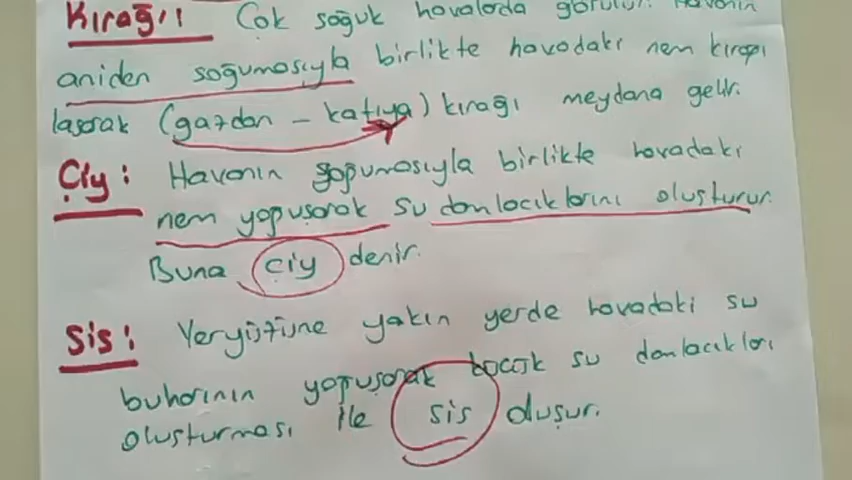 Kırağı: Çok soğuk havalarda görülür. Havanın
aniden soğumasıyla birlikte havadaki nem kırağı
laşarak (gazdan - katıya) kırağı meydana gelir.
Çiy: Havanın soğumasıyla birlikte havadaki
nem yoğuşarak su damlacıklarını oluşturur.
Buna çiy denir.
Sis: Yeryüzüne yakın yerde havadaki su
buharının yoğuşarak küçük su damlacıkları
oluşturması ile sis oluşur.